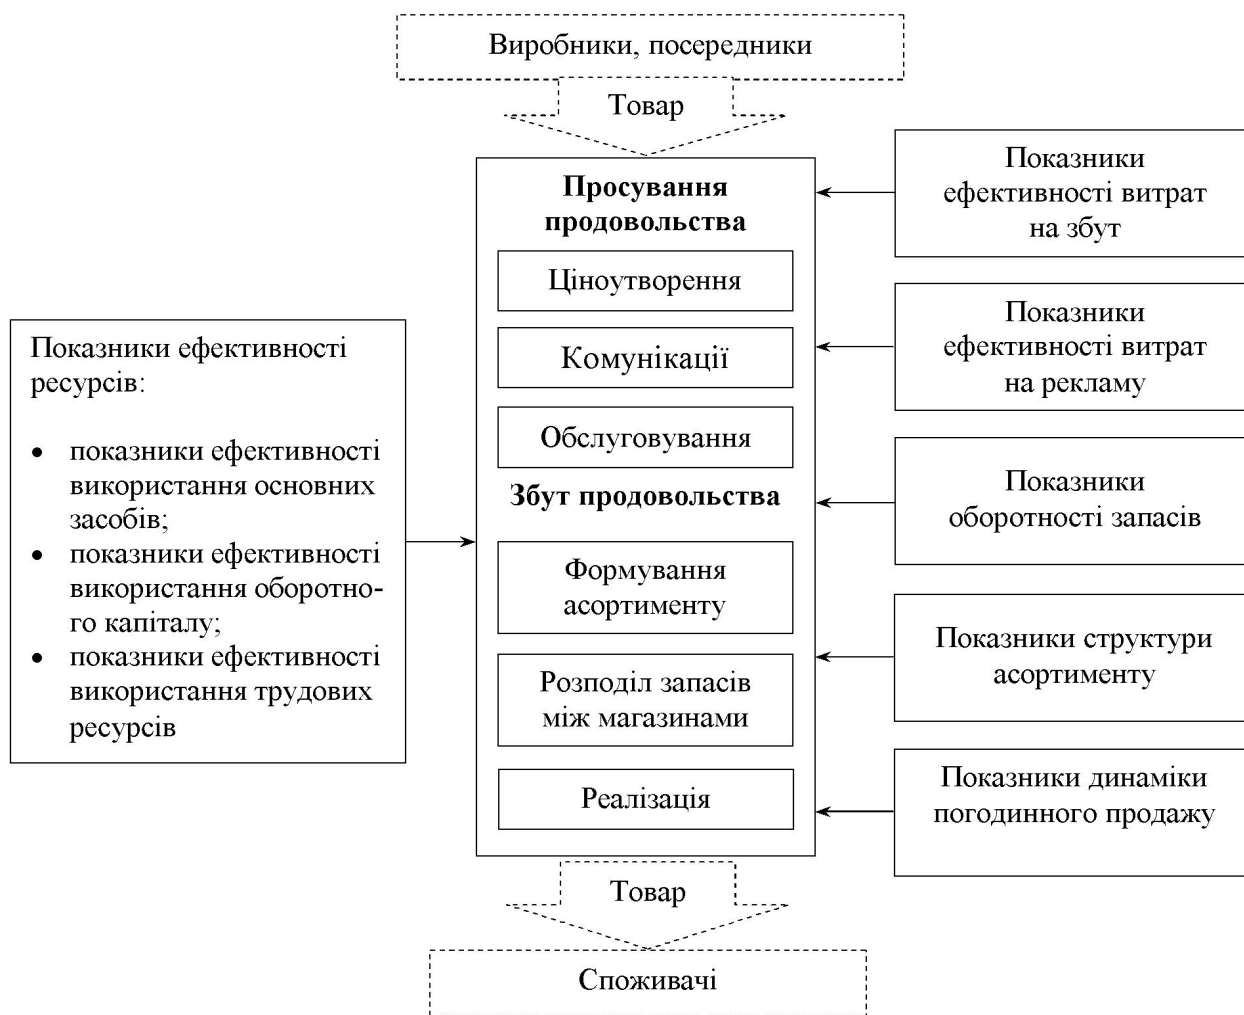 Виробники, посередники
Товар
Просування
продовольства
Ціноутворення
Комунікації
Обслуговування
Збут продовольства
Формування
асортименту
Розподіл запасів
між магазинами
Реалізація
Показники ефективності
ресурсів:
• показники ефективності
використання основних
засобів;
• показники ефективності
використання оборотно-
го капіталу;
• показники ефективності
використання трудових
ресурсів
Показники
ефективності витрат
на збут
Показники
ефективності витрат
на рекламу
Показники
оборотності запасів
Показники структури
асортименту
Показники динаміки
погодинного продажу
Товар
Споживачі